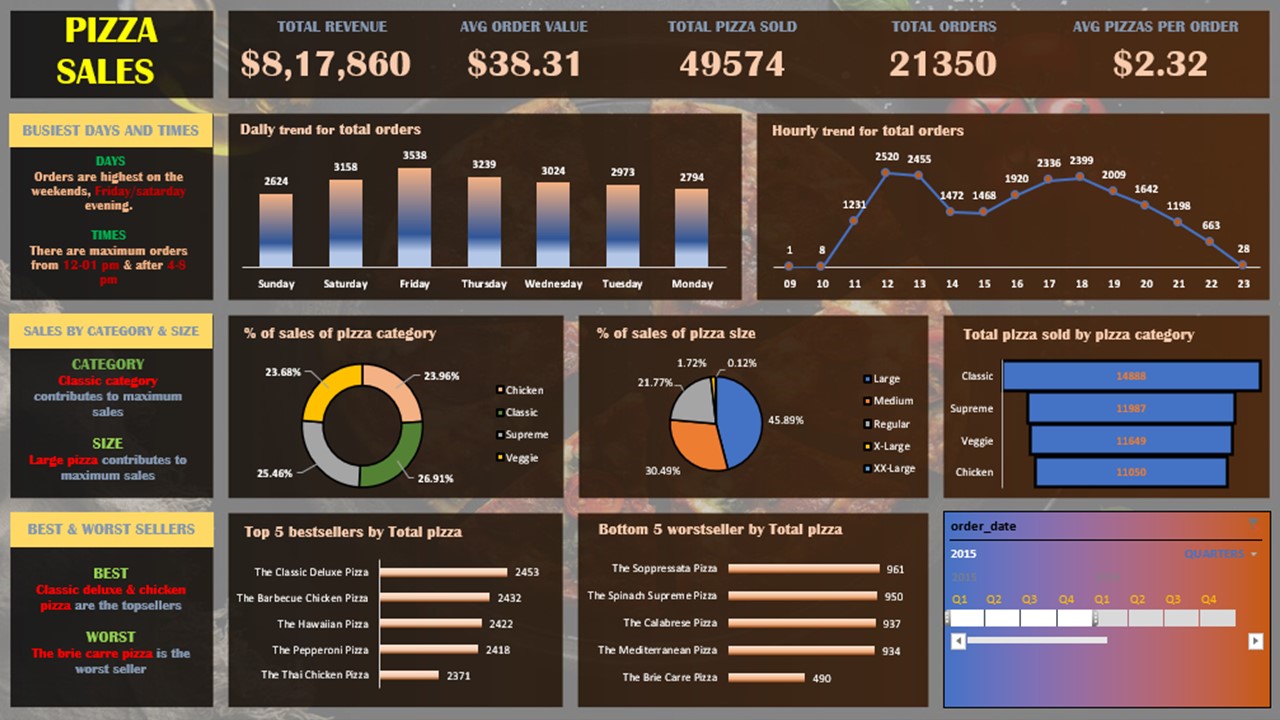 PIZZA
SALES
TOTAL REVENUE
$8,17,860
AVG ORDER VALUE
$38.31
TOTAL PIZZA SOLD
49574
TOTAL ORDERS
21350
AVG PIZZAS PER ORDER
$2.32
BUSIEST DAYS AND TIMES
DAYS
Orders are highest on the
weekends, Friday/saturday
evening.
TIMES
There are maximum orders
from 12-01 pm & after 4-8
pm
Daily trend for total orders
2624 3158 3538 3239 3024 2973 2794
Sunday Saturday Friday Thursday Wednesday Tuesday Monday
Hourly trend for total orders
1 8 1231 2520 2455 1472 1468 1920 2336 2399 2009 1642 1198 663 28
09 10 11 12 13 14 15 16 17 18 19 20 21 22 23
SALES BY CATEGORY & SIZE
CATEGORY
Classic category
contributes to maximum
sales
SIZE
Large pizza contributes to
maximum sales
% of sales of pizza category
23.68%
23.96%
25.46%
26.91%
Chicken
Classic
Supreme
Veggie
% of sales of pizza size
1.72%
0.12%
21.77%
45.89%
30.49%
Large
Medium
Regular
X-Large
XX-Large
Total pizza sold by pizza category
Classic 14888
Supreme 11987
Veggie 11649
Chicken 11050
BEST & WORST SELLERS
BEST
Classic deluxe & chicken
pizza are the topsellers
WORST
The brie carre pizza is the
worst seller
Top 5 bestsellers by Total pizza
The Classic Deluxe Pizza 2453
The Barbecue Chicken Pizza 2432
The Hawaiian Pizza 2422
The Pepperoni Pizza 2418
The Thai Chicken Pizza 2371
Bottom 5 worstseller by Total pizza
The Soppressata Pizza 961
The Spinach Supreme Pizza 950
The Calabrese Pizza 937
The Mediterranean Pizza 934
The Brie Carre Pizza 490
order_date
2015 QUARTERS
2015
Q1 Q2 Q3 Q4 Q1 Q2 Q3 Q4